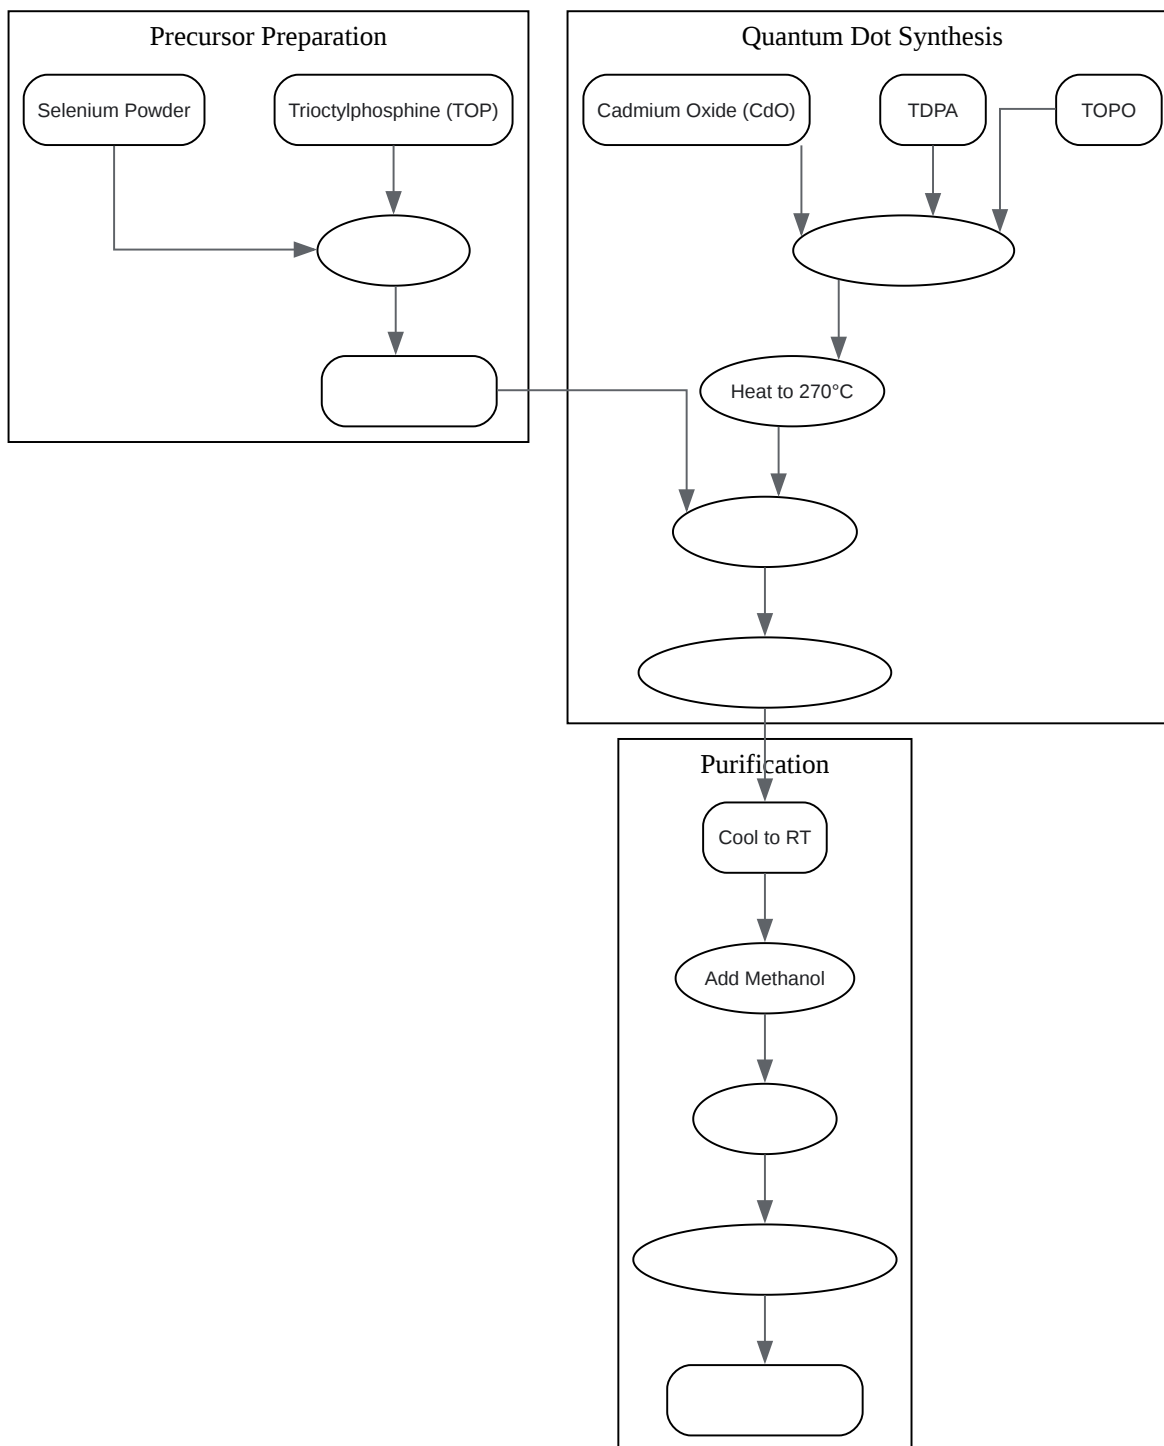 Precursor Preparation
Selenium Powder
Trioctylphosphine (TOP)
Quantum Dot Synthesis
Cadmium Oxide (CdO)
TDPA
TOPO
Heat to 270°C
Purification
Cool to RT
Add Methanol